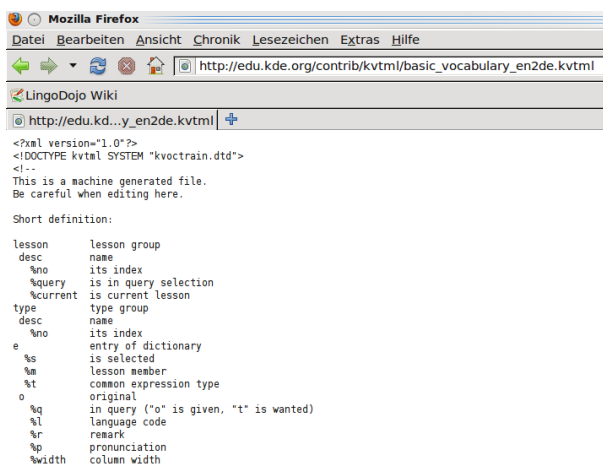 Mozilla Firefox
Datei Bearbeiten Ansicht Chronik Lesezeichen Extras Hilfe
http://edu.kde.org/contrib/kvtml/basic_vocabulary_en2de.kvtml
LingoDojo Wiki
http://edu.kd...y_en2de.kvtml
<?xml version="1.0"?>
<!DOCTYPE kvtml SYSTEM "kvoctrain.dtd">
<!--
This is a machine generated file.
Be careful when editing here.
Short definition:
lesson lesson group
desc name
%no its index
%query is in query selection
%current is current lesson
type type group
desc name
%no its index
e entry of dictionary
%s is selected
%m lesson member
%t common expression type
o original
%q in query ("o" is given, "t" is wanted)
%l language code
%r remark
%p pronunciation
%width column width